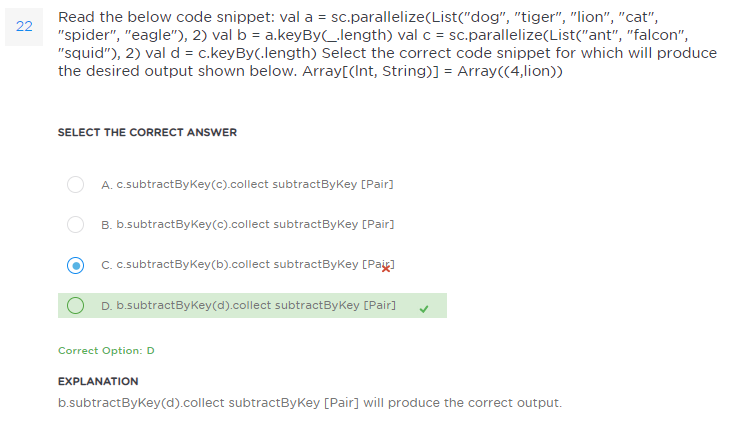 22
Read the below code snippet: val a = sc.parallelize(List("dog", "tiger", "lion", "cat",
"spider", "eagle"), 2) val b = a.keyBy(_.length) val c = sc.parallelize(List("ant", "falcon",
"squid"), 2) val d = c.keyBy(.length) Select the correct code snippet for which will produce
the desired output shown below. Array[(Int, String)] = Array((4,lion))
SELECT THE CORRECT ANSWER
A. c.subtractByKey(c).collect subtractByKey [Pair]
B. b.subtractByKey(c).collect subtractByKey [Pair]
C. c.subtractByKey(b).collect subtractByKey [Pair]
D. b.subtractByKey(d).collect subtractByKey [Pair]
Correct Option: D
EXPLANATION
b.subtractByKey(d).collect subtractByKey [Pair] will produce the correct output.